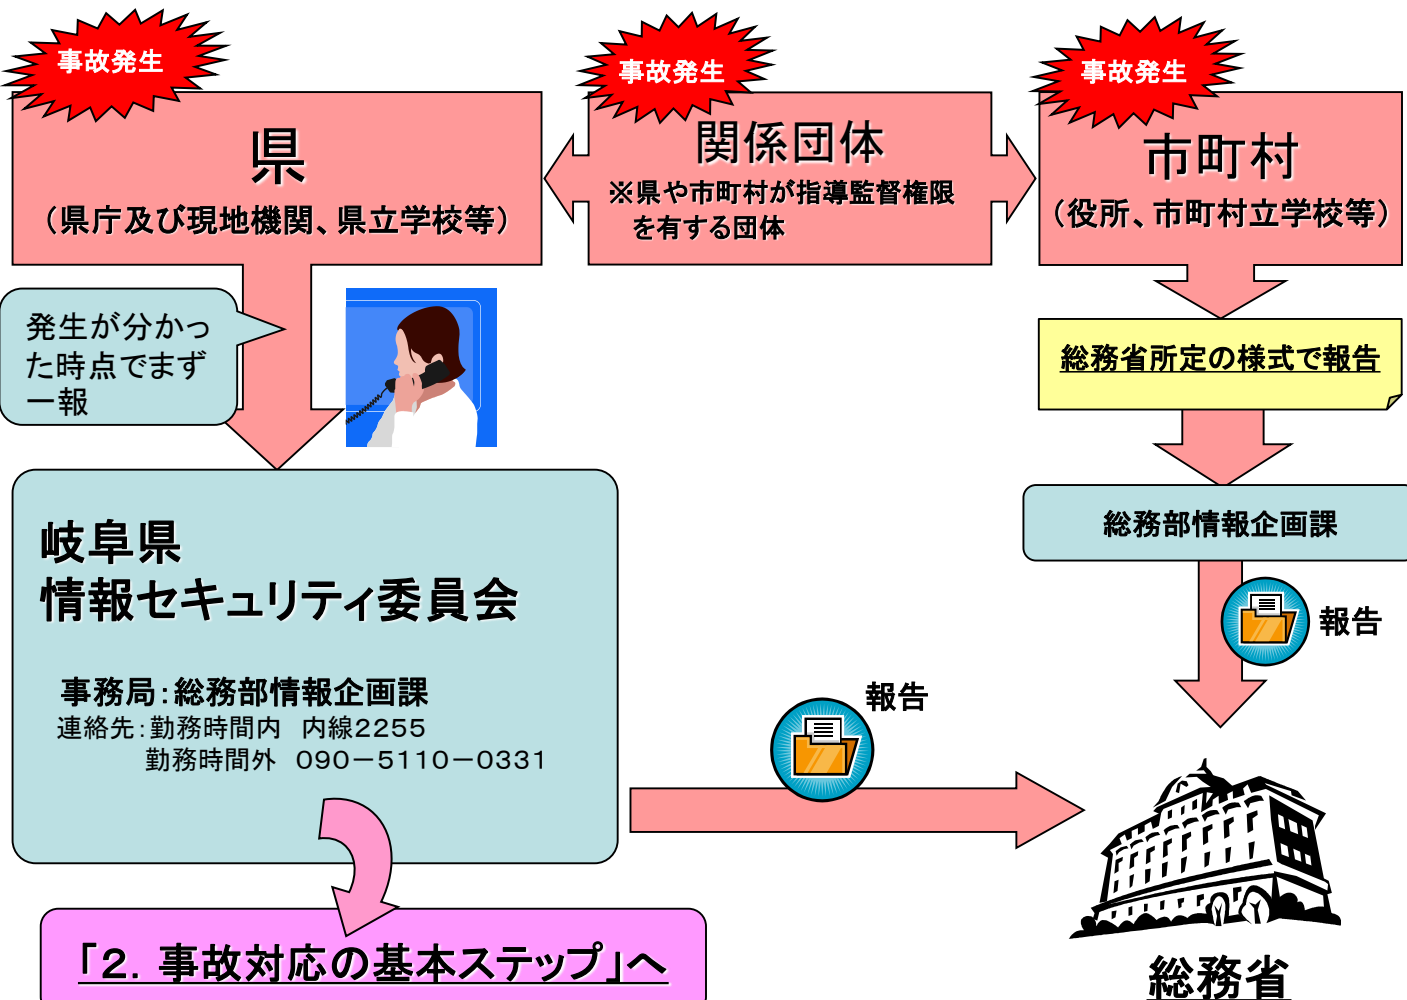 事故発生
県
（県庁及び現地機関、県立学校等）
事故発生
関係団体
※県や市町村が指導監督権限
を有する団体
事故発生
市町村
（役所、市町村立学校等）
発生が分かっ
た時点でまず
一報
総務省所定の様式で報告
総務部情報企画課
報告
岐阜県
情報セキュリティ委員会
事務局：総務部情報企画課
連絡先：勤務時間内　内線２２５５
勤務時間外　０９０－５１１０－０３３１
報告
「２．事故対応の基本ステップ」へ
総務省